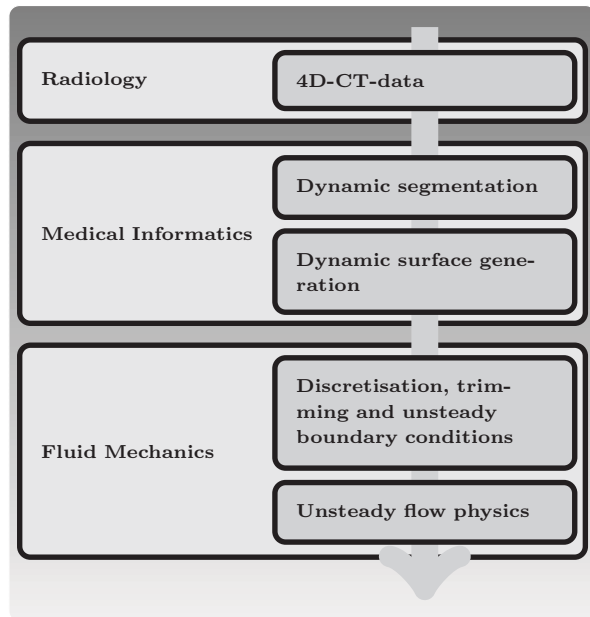 Radiology
4D-CT-data
Medical Informatics
Dynamic segmentation
Dynamic surface gene-
ration
Fluid Mechanics
Discretisation, trim-
ming and unsteady
boundary conditions
Unsteady flow physics